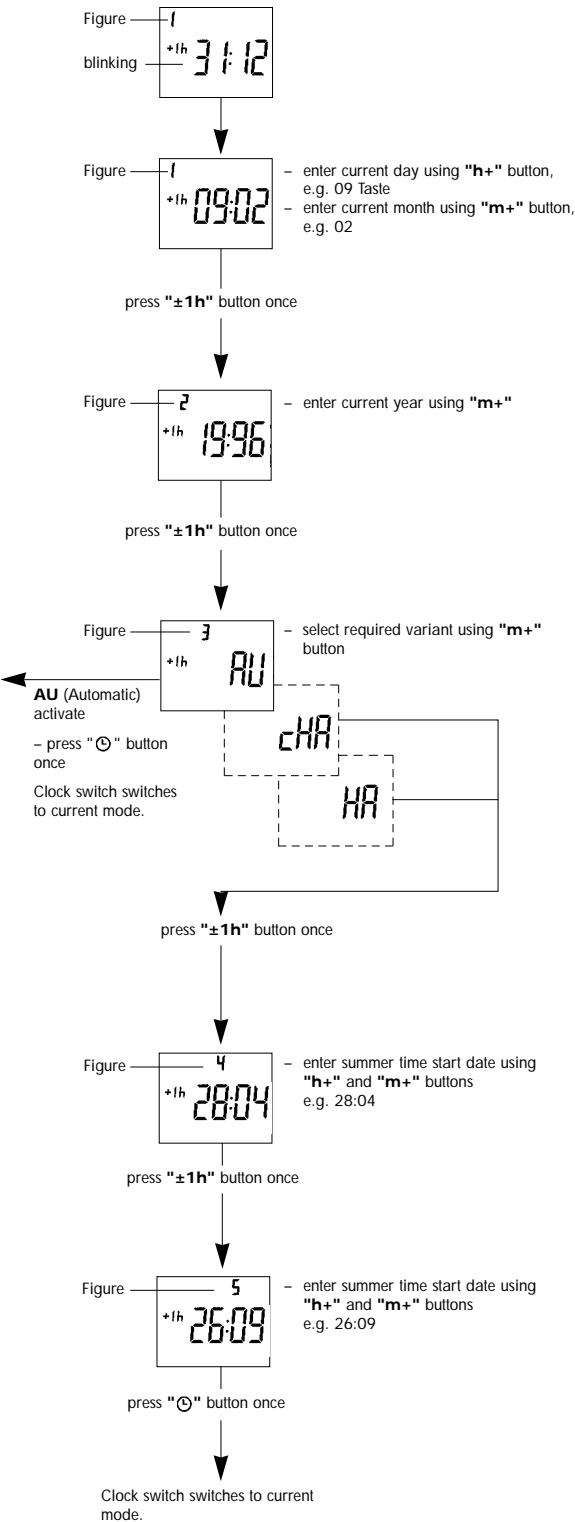 Figure
1
+1h
31:12
blinking
Figure
1
+1h
09:02
– enter current day using "h+" button,
e.g. 09 Taste
– enter current month using "m+" button,
e.g. 02
press "±1h" button once
Figure
2
+1h
19:96
– enter current year using "m+"
press "±1h" button once
Figure
3
+1h
AU
– select required variant using "m+"
button
AU (Automatic)
activate
– press "🕒" button
once
Clock switch switches
to current mode.
cHA
HA
press "±1h" button once
Figure
4
+1h
28:04
– enter summer time start date using
"h+" and "m+" buttons
e.g. 28:04
press "±1h" button once
Figure
5
+1h
26:09
– enter summer time start date using
"h+" and "m+" buttons
e.g. 26:09
press "🕒" button once
Clock switch switches to current
mode.